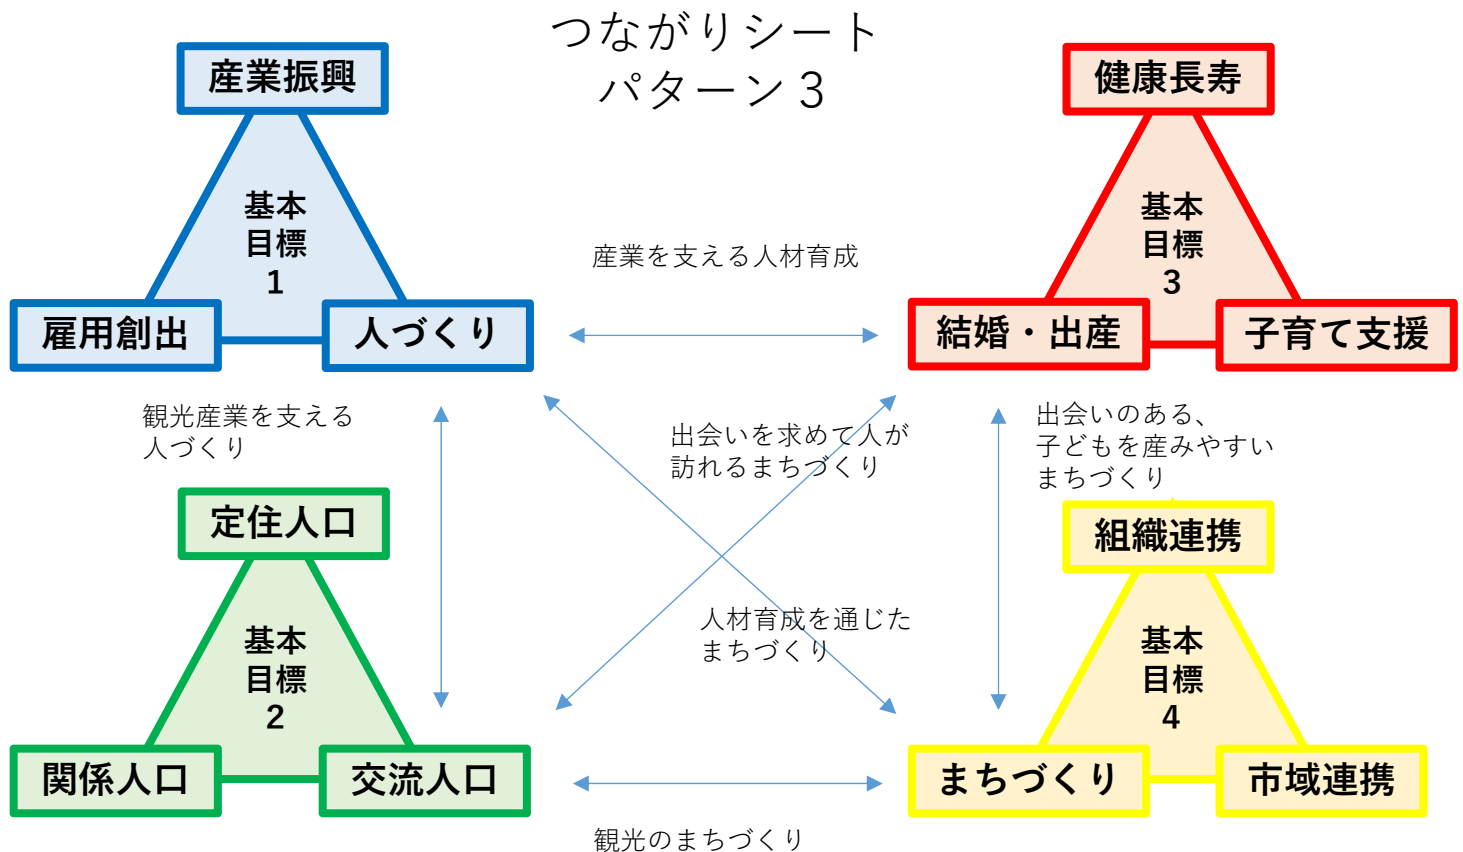 つながりシート
パターン３
産業振興
基本
目標
1
雇用創出
人づくり
健康長寿
基本
目標
3
結婚・出産
子育て支援
産業を支える人材育成
観光産業を支える
人づくり
出会いを求めて人が
訪れるまちづくり
出会いのある、
子どもを産みやすい
まちづくり
定住人口
基本
目標
2
関係人口
交流人口
人材育成を通じた
まちづくり
組織連携
基本
目標
4
まちづくり
市域連携
観光のまちづくり